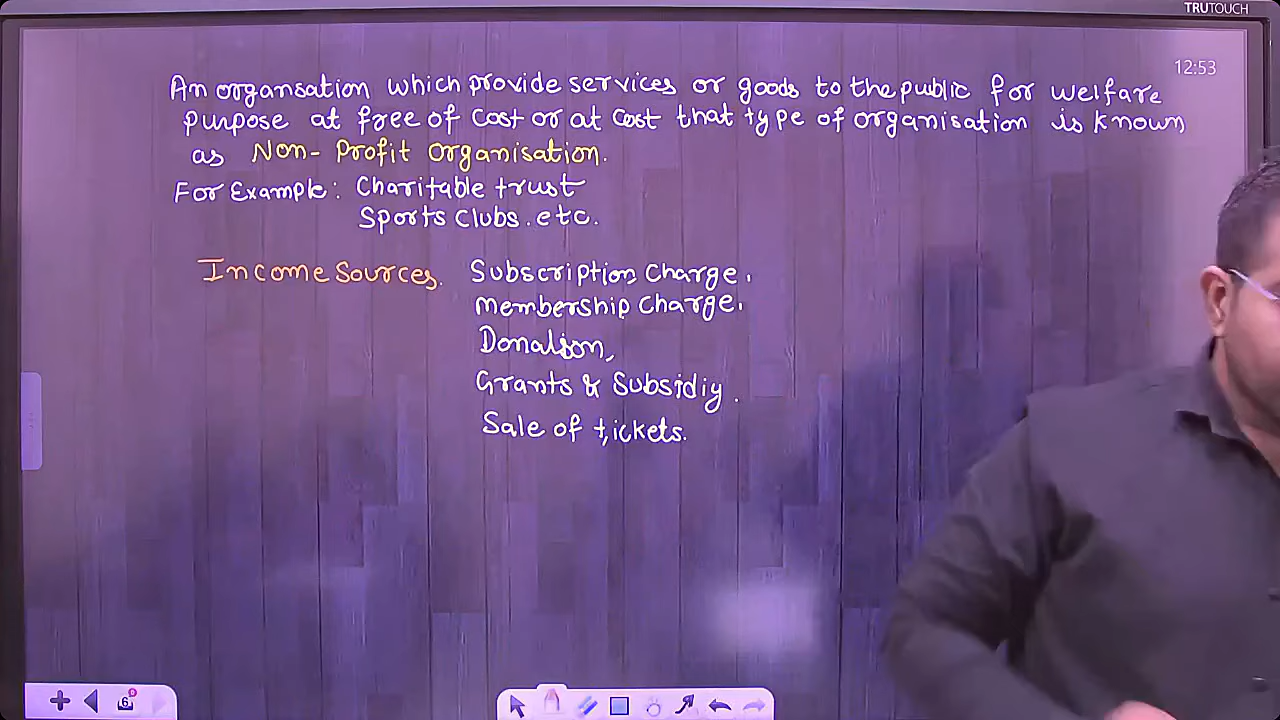 TRUTOUCH
12:53
An organsation which provide services or goods to the public for welfare
purpose at free of cost or at cost that type of organisation is known
as Non-Profit Organisation.
For Example: Charitable trust
Sports Clubs. etc.
Income Sources. Subscription Charge.
Membership Charge.
Donation,
Grants & Subsidiy.
Sale of tickets.